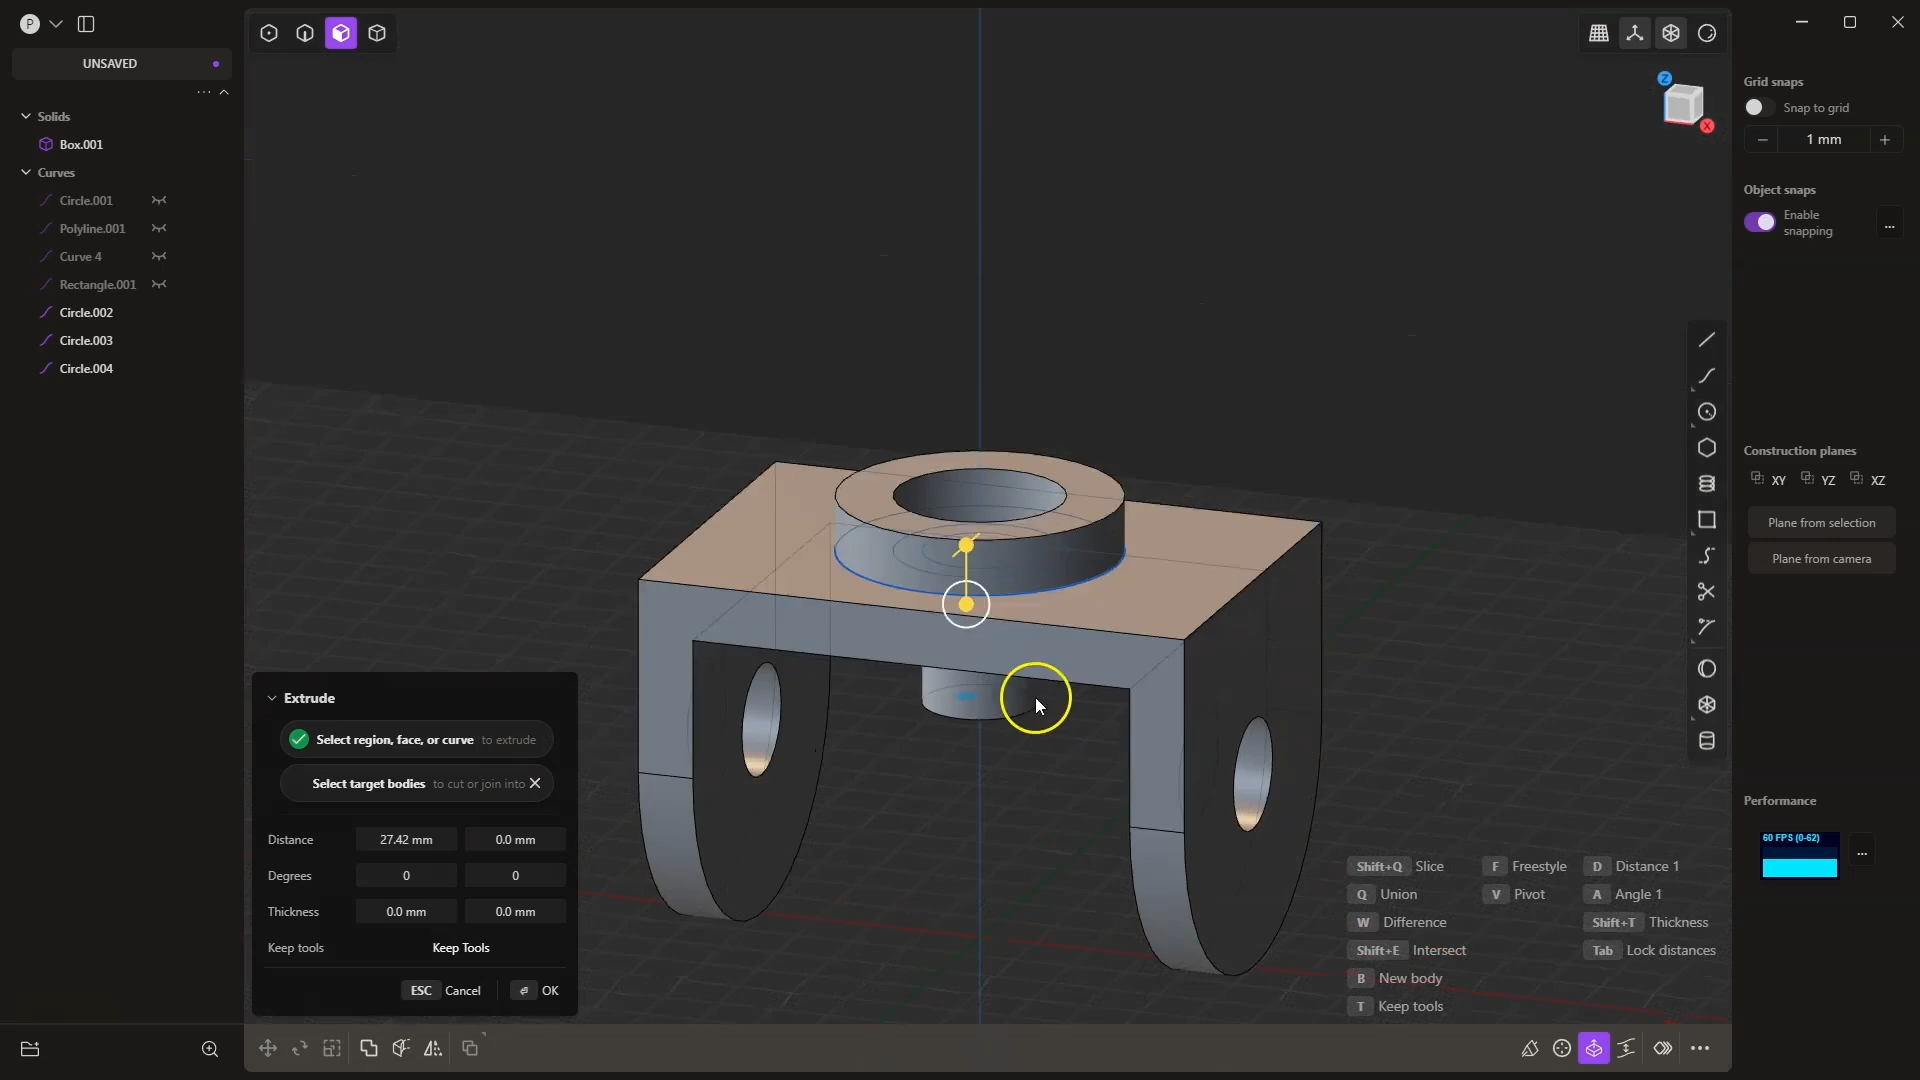 P
UNSAVED
Solids
Box.001
Curves
Circle.001
Polyline.001
Curve 4
Rectangle.001
Circle.002
Circle.003
Circle.004
Z
X
Grid snaps
Snap to grid
1 mm
Object snaps
Enable
snapping
...
Construction planes
XY YZ XZ
Plane from selection
Plane from camera
Performance
60 FPS (0-62)
...
Extrude
Select region, face, or curve to extrude
Select target bodies to cut or join into
Distance 27.42 mm 0.0 mm
Degrees 0 0
Thickness 0.0 mm 0.0 mm
Keep tools Keep Tools
ESC Cancel OK
Shift+Q Slice F Freestyle D Distance 1
Q Union V Pivot A Angle 1
W Difference Shift+T Thickness
Shift+E Intersect Tab Lock distances
B New body
T Keep tools